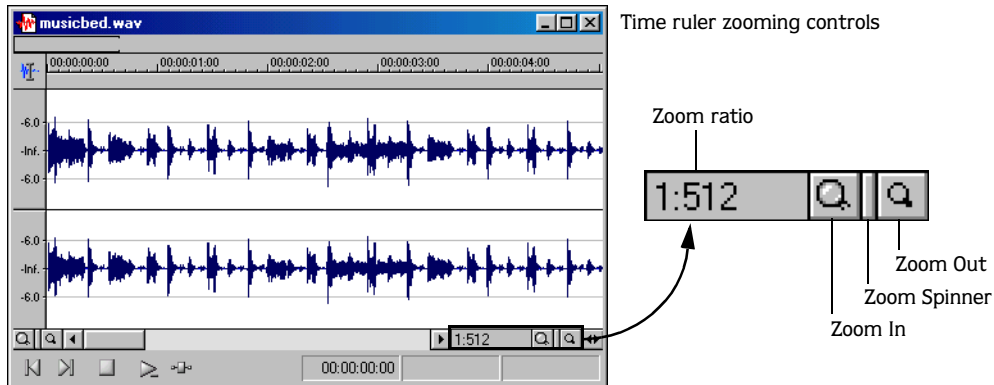 musicbed.wav
Time ruler zooming controls
00:00:00:00 00:00:01:00 00:00:02:00 00:00:03:00 00:00:04:00
-6.0
-Inf.
-6.0
-6.0
-Inf.
-6.0
1:512
00:00:00:00
Zoom ratio
1:512
Zoom Out
Zoom Spinner
Zoom In